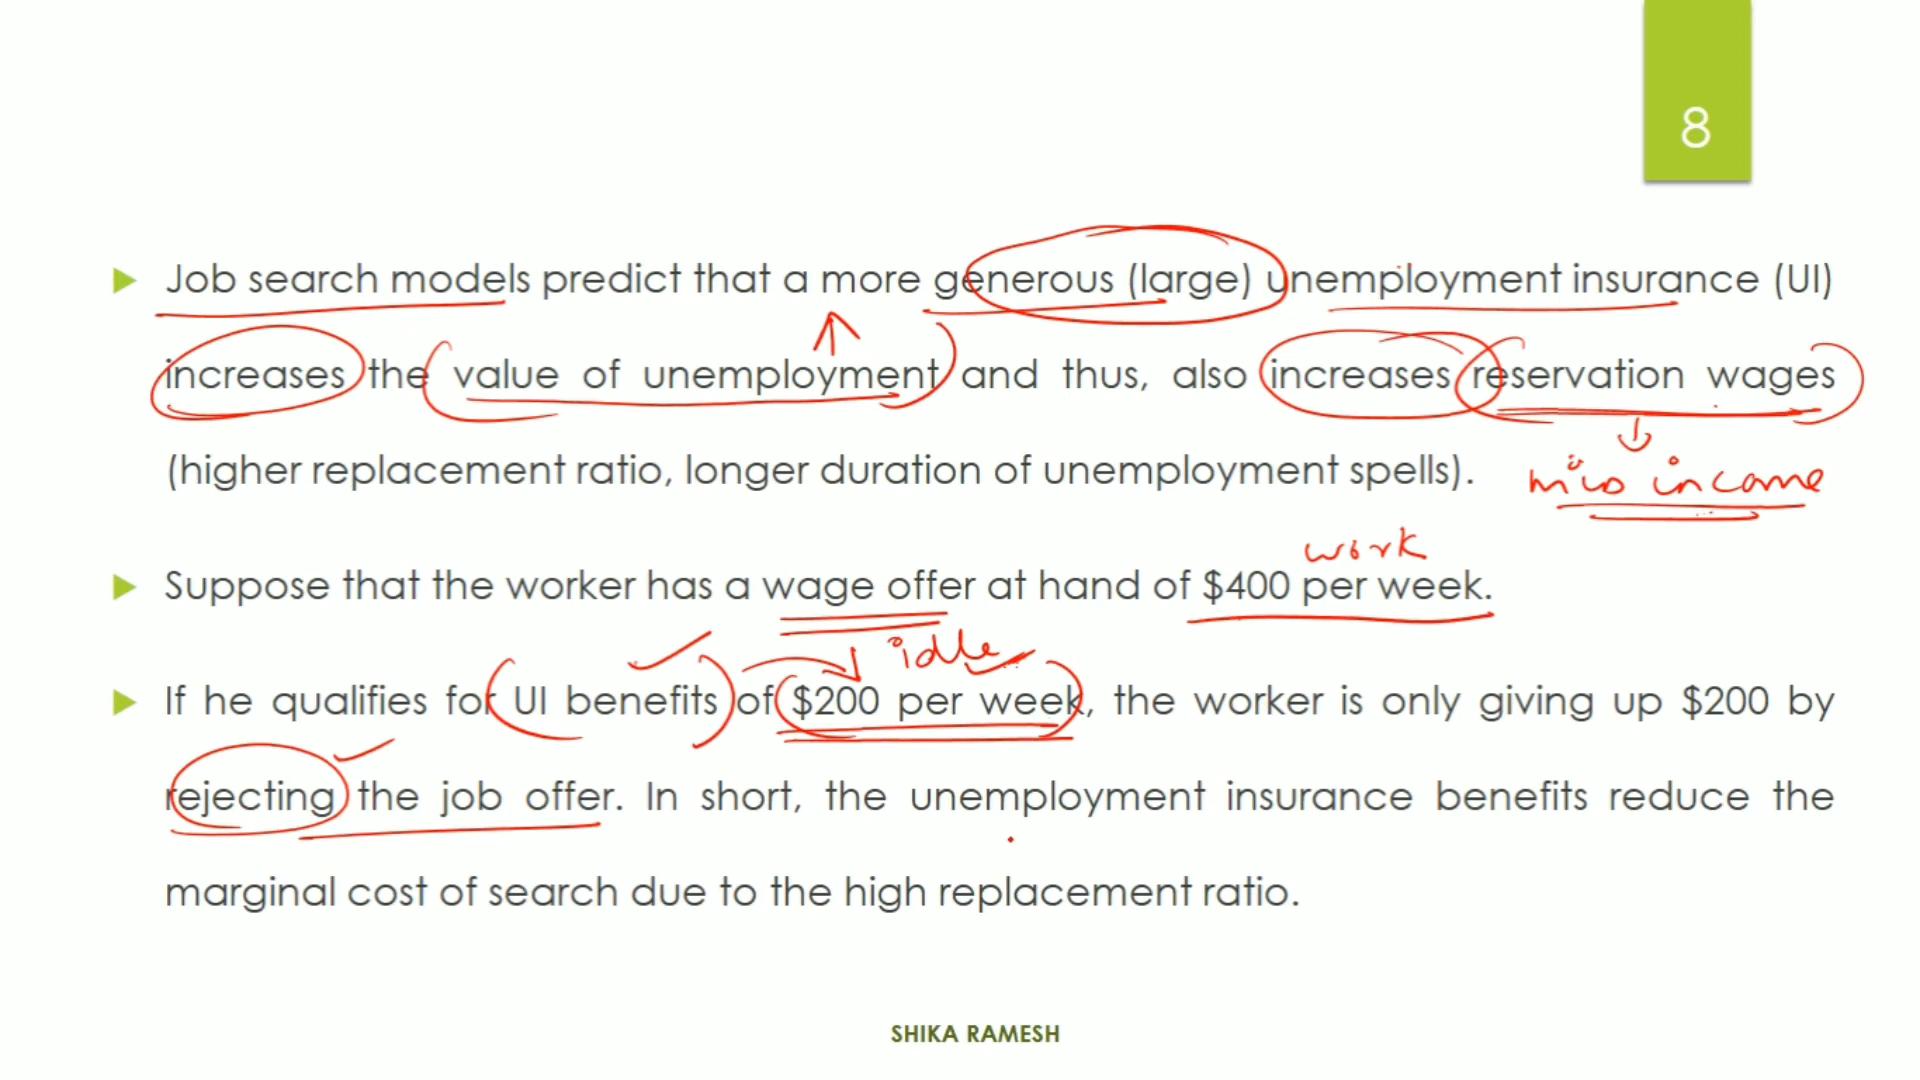 8
Job search models predict that a more generous (large) unemployment insurance (UI)
increases the value of unemployment and thus, also increases reservation wages
(higher replacement ratio, longer duration of unemployment spells).
min income
work
Suppose that the worker has a wage offer at hand of $400 per week.
idle
If he qualifies for UI benefits of $200 per week, the worker is only giving up $200 by
rejecting the job offer. In short, the unemployment insurance benefits reduce the
marginal cost of search due to the high replacement ratio.
SHIKA RAMESH